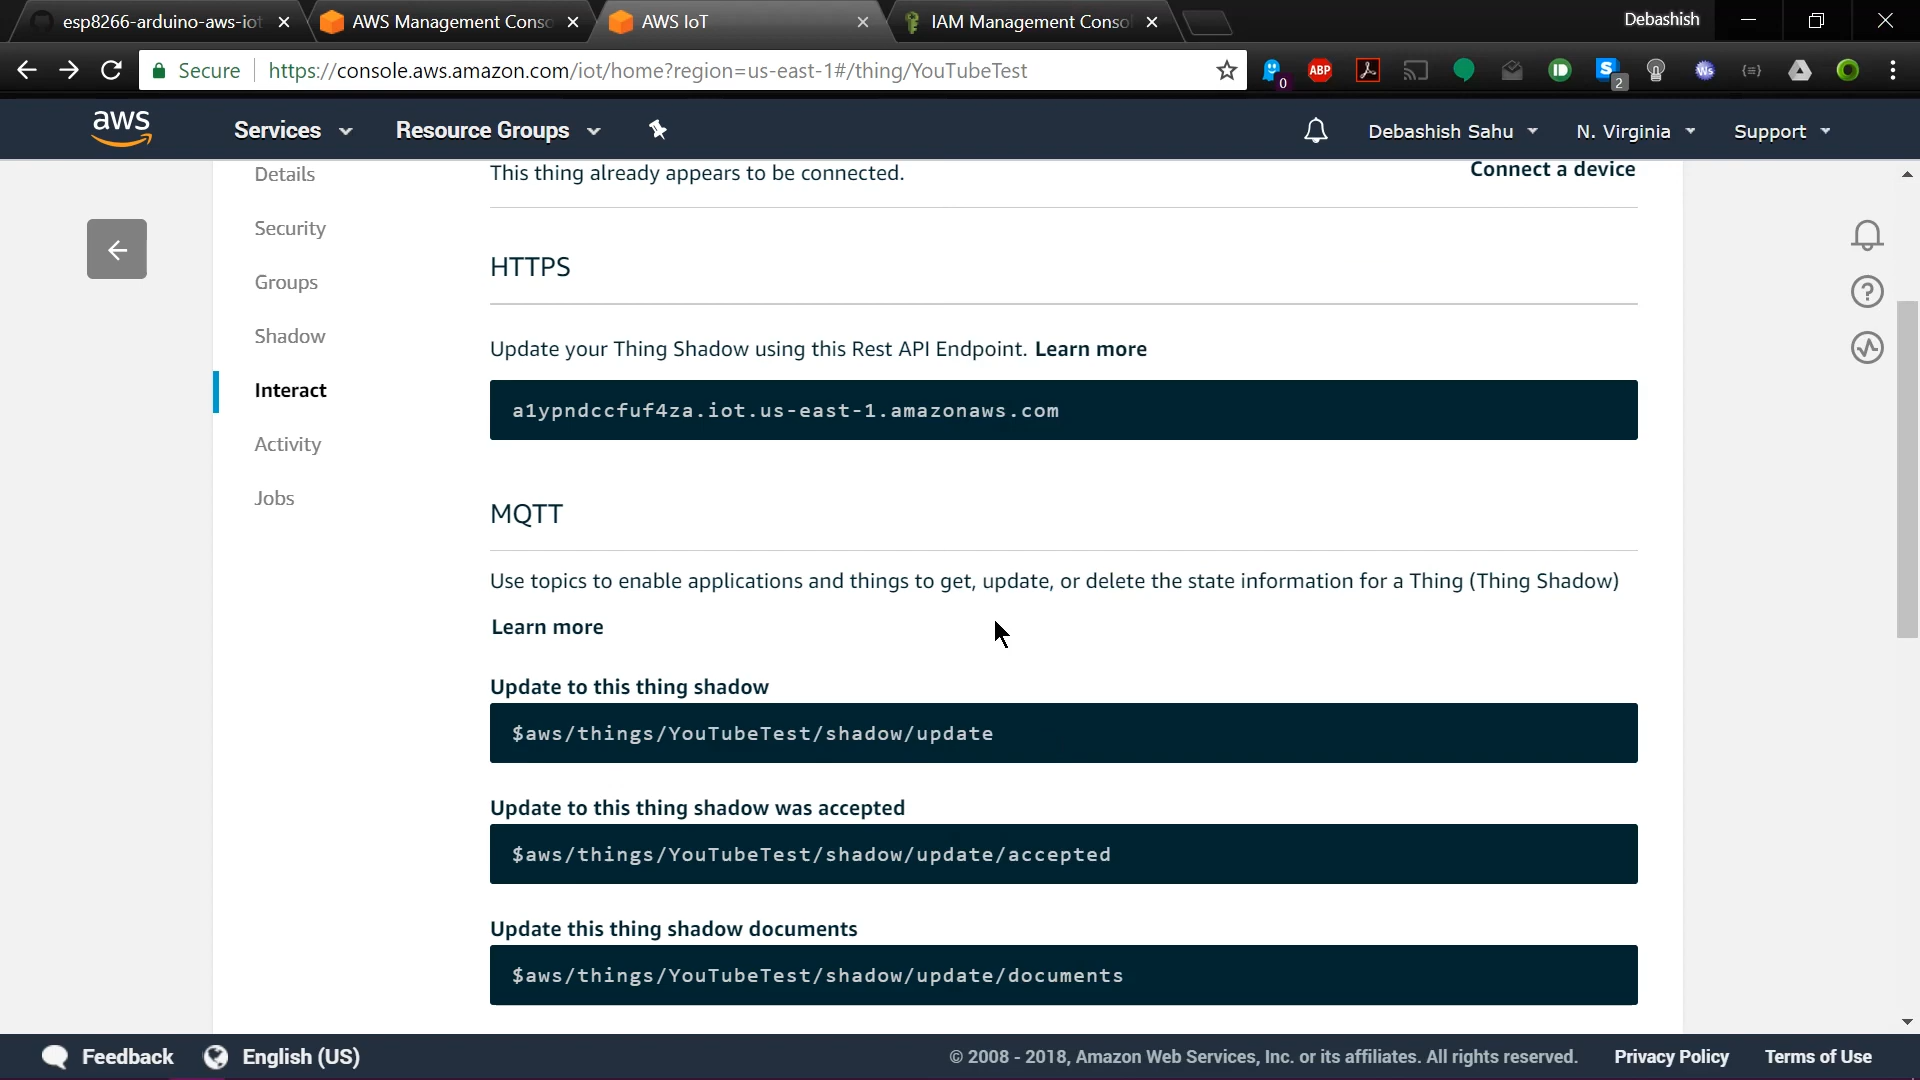 esp8266-arduino-aws-iot
AWS Management Conso
AWS IoT
IAM Management Consol
Debashish
Secure
https://console.aws.amazon.com/iot/home?region=us-east-1#/thing/YouTubeTest
0
ABP
S
2
Ws
{=}
aws
Services
Resource Groups
Debashish Sahu
N. Virginia
Support
Details
Security
Groups
Shadow
Interact
Activity
Jobs
This thing already appears to be connected.
Connect a device
HTTPS
Update your Thing Shadow using this Rest API Endpoint. Learn more
a1ypndccfuf4za.iot.us-east-1.amazonaws.com
MQTT
Use topics to enable applications and things to get, update, or delete the state information for a Thing (Thing Shadow)
Learn more
Update to this thing shadow
$aws/things/YouTubeTest/shadow/update
Update to this thing shadow was accepted
$aws/things/YouTubeTest/shadow/update/accepted
Update this thing shadow documents
$aws/things/YouTubeTest/shadow/update/documents
Feedback
English (US)
© 2008 - 2018, Amazon Web Services, Inc. or its affiliates. All rights reserved.
Privacy Policy
Terms of Use